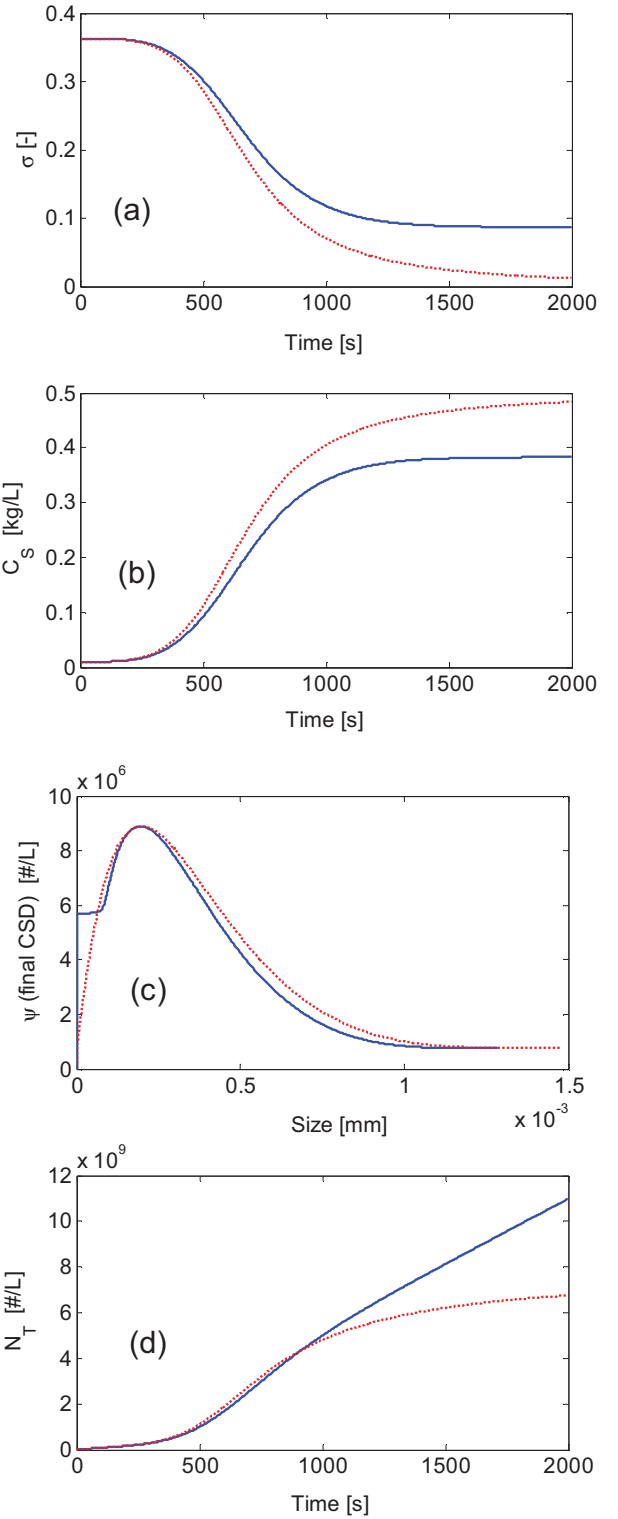 0.4
0.3
0.2
0.1
0
σ [-]
(a)
0 500 1000 1500 2000
Time [s]
0.5
0.4
0.3
0.2
0.1
0
C_S [kg/L]
(b)
0 500 1000 1500 2000
Time [s]
x 10^6
10
8
6
4
2
0
ψ (final CSD) [#/L]
(c)
0 0.5 1 1.5
Size [mm]
x 10^-3
x 10^9
12
10
8
6
4
2
0
N_T [#/L]
(d)
0 500 1000 1500 2000
Time [s]